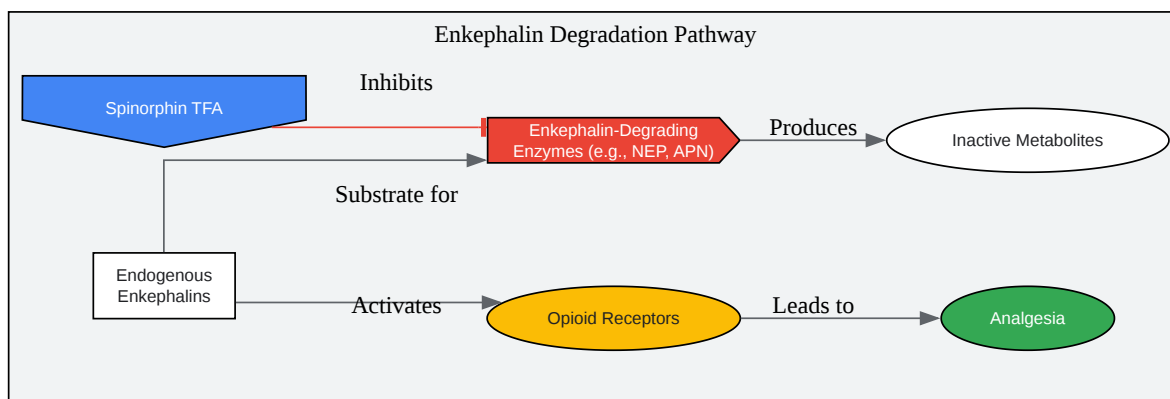 Enkephalin Degradation Pathway
Inhibits
Spinorphin TFA
Enkephalin-Degrading
Enzymes (e.g., NEP, APN)
Produces
Inactive Metabolites
Substrate for
Endogenous
Enkephalins
Activates
Opioid Receptors
Leads to
Analgesia